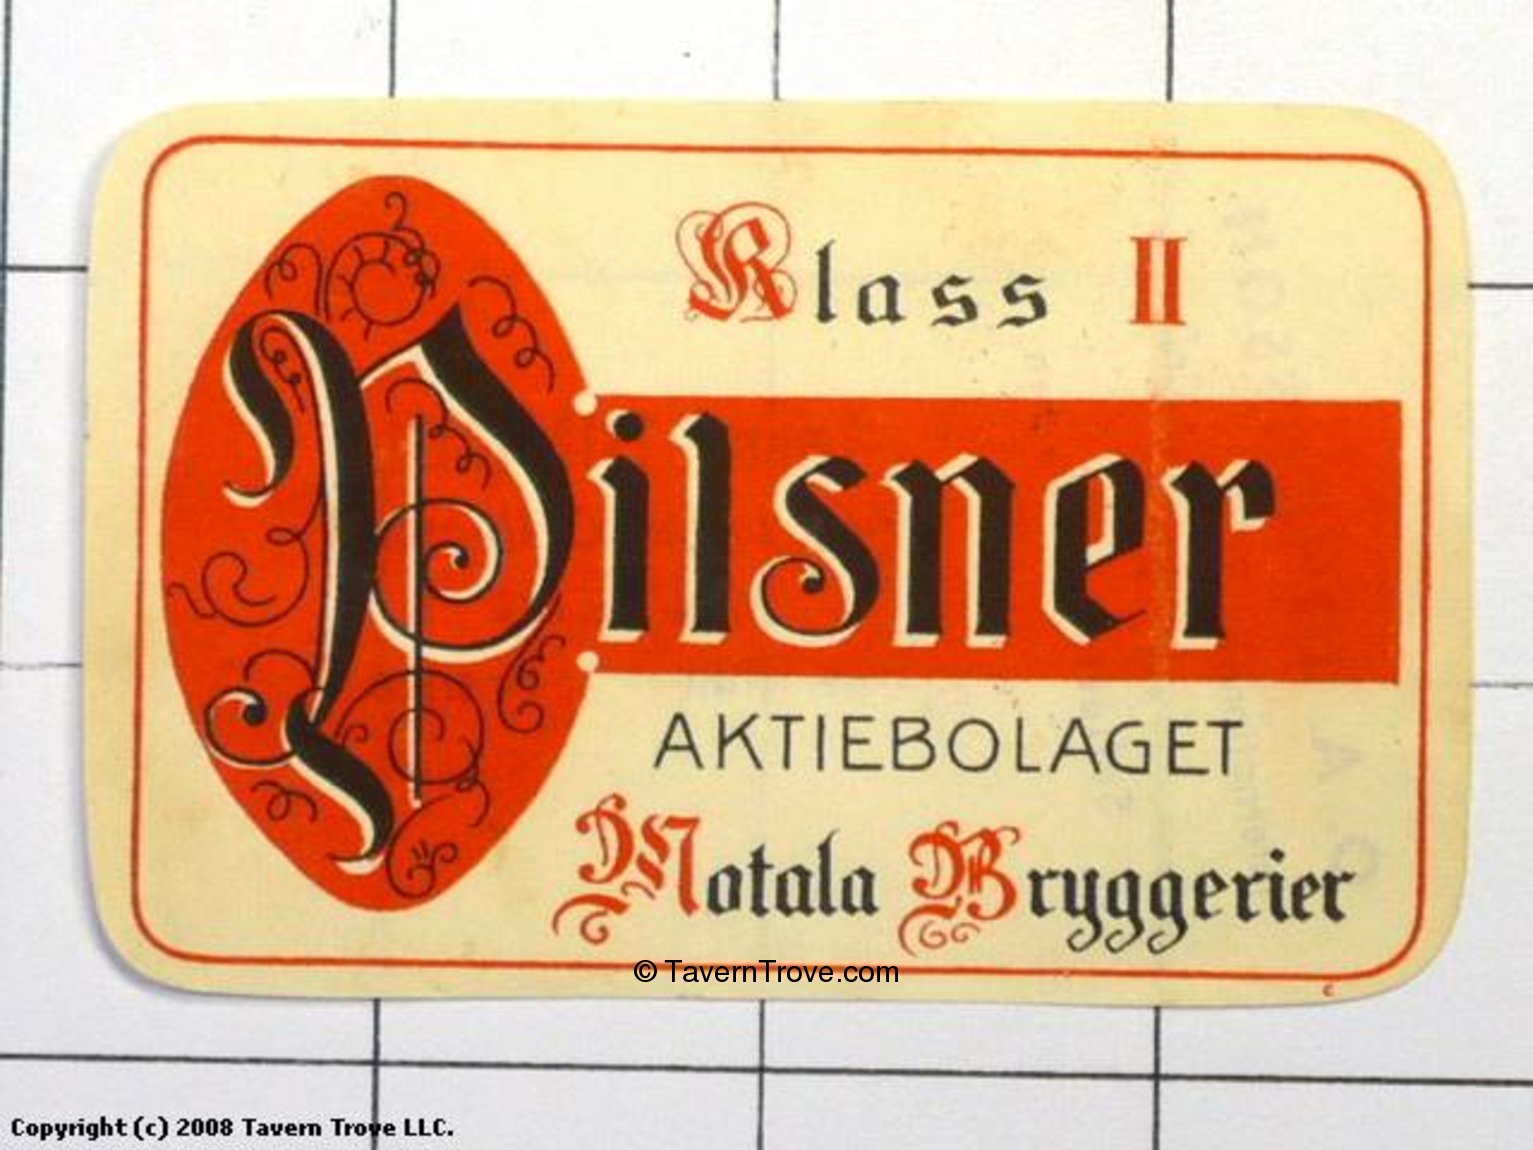 Klass II
Pilsner
AKTIEBOLAGET
Motala Bryggerier
© TavernTrove.com
c
Copyright (c) 2008 Tavern Trove LLC.